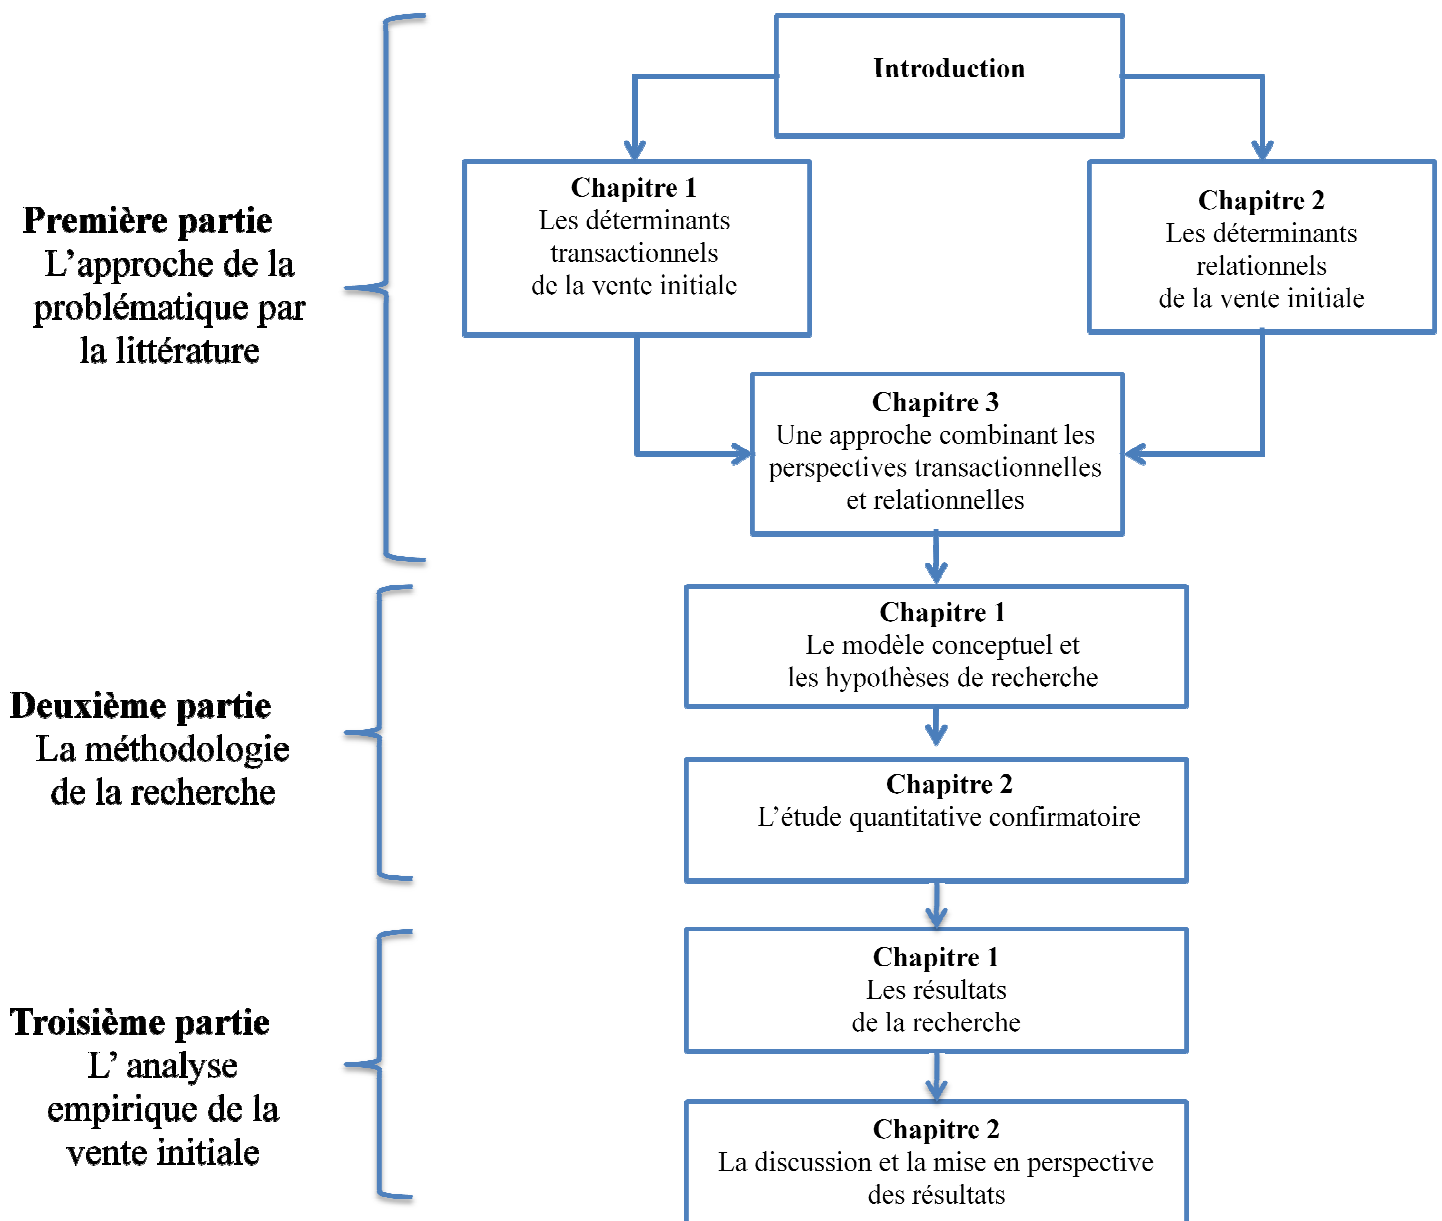 Introduction
Première partie
L’approche de la
problématique par
la littérature
Chapitre 1
Les déterminants
transactionnels
de la vente initiale
Chapitre 2
Les déterminants
relationnels
de la vente initiale
Chapitre 3
Une approche combinant les
perspectives transactionnelles
et relationnelles
Deuxième partie
La méthodologie
de la recherche
Chapitre 1
Le modèle conceptuel et
les hypothèses de recherche
Chapitre 2
L’étude quantitative confirmatoire
Troisième partie
L’ analyse
empirique de la
vente initiale
Chapitre 1
Les résultats
de la recherche
Chapitre 2
La discussion et la mise en perspective
des résultats